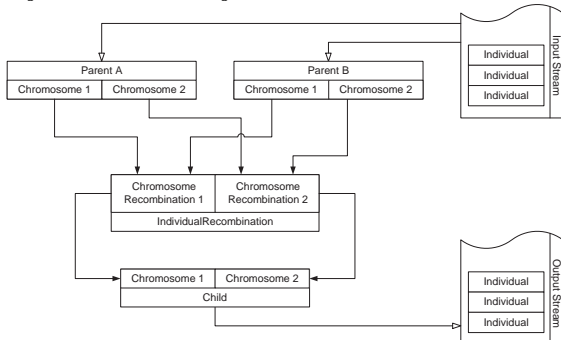 Parent A
Chromosome 1 Chromosome 2
Parent B
Chromosome 1 Chromosome 2
Individual
Individual
Individual
Input Stream
Chromosome Recombination 1
Chromosome Recombination 2
IndividualRecombination
Chromosome 1 Chromosome 2
Child
Individual
Individual
Individual
Output Stream